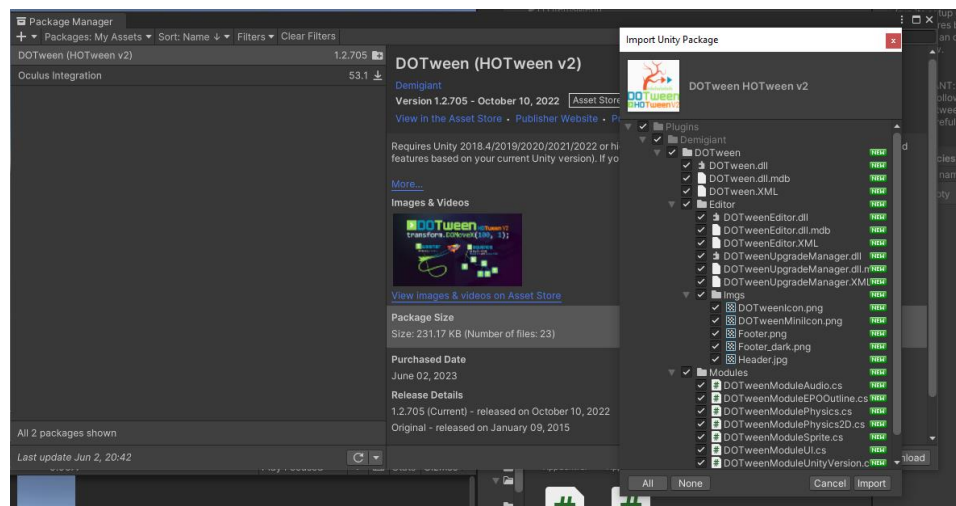 Package Manager
Packages: My Assets Sort: Name ↓ Filters Clear Filters
DOTween (HOTween v2) 1.2.705
Oculus Integration 53.1
All 2 packages shown
Last update Jun 2, 20:42
DOTween (HOTween v2)
Demigiant
Version 1.2.705 - October 10, 2022 Asset Store
View in the Asset Store • Publisher Website •
Requires Unity 2018.4/2019/2020/2021/2022 or hi
features based on your current Unity version). If yo
More...
Images & Videos
DOTween
transform.DOMoveX(100, 1);
View images & videos on Asset Store
Package Size
Size: 231.17 KB (Number of files: 23)
Purchased Date
June 02, 2023
Release Details
1.2.705 (Current) - released on October 10, 2022
Original - released on January 09, 2015
Import Unity Package
DOTween HOTween v2
Plugins
Demigiant
DOTween NEW
DOTween.dll NEW
DOTween.dll.mdb NEW
DOTween.XML NEW
Editor NEW
DOTweenEditor.dll NEW
DOTweenEditor.dll.mdb NEW
DOTweenEditor.XML NEW
DOTweenUpgradeManager.dll NEW
DOTweenUpgradeManager.dll.m NEW
DOTweenUpgradeManager.XML NEW
Imgs NEW
DOTweenIcon.png NEW
DOTweenMiniIcon.png NEW
Footer.png NEW
Footer_dark.png NEW
Header.jpg NEW
Modules NEW
DOTweenModuleAudio.cs NEW
DOTweenModuleEPOOutline.cs NEW
DOTweenModulePhysics.cs NEW
DOTweenModulePhysics2D.cs NEW
DOTweenModuleSprite.cs NEW
DOTweenModuleUI.cs NEW
DOTweenModuleUnityVersion.c NEW
All None Cancel Import